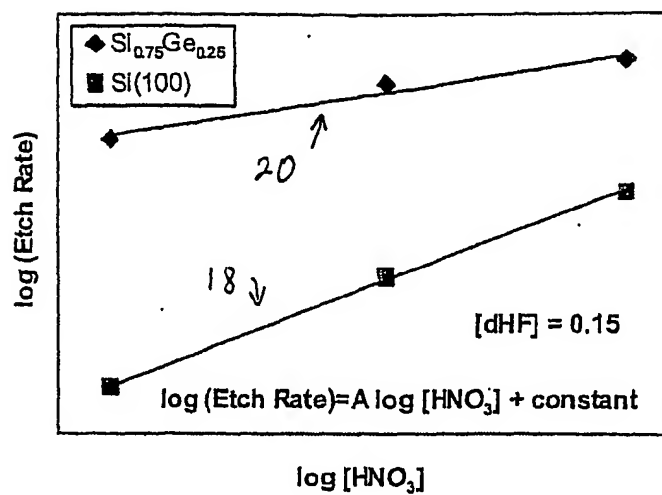 Si0.75Ge0.25
Si(100)
20
18
[dHF] = 0.15
log (Etch Rate)=A log [HNO3] + constant
log (Etch Rate)
log [HNO3]